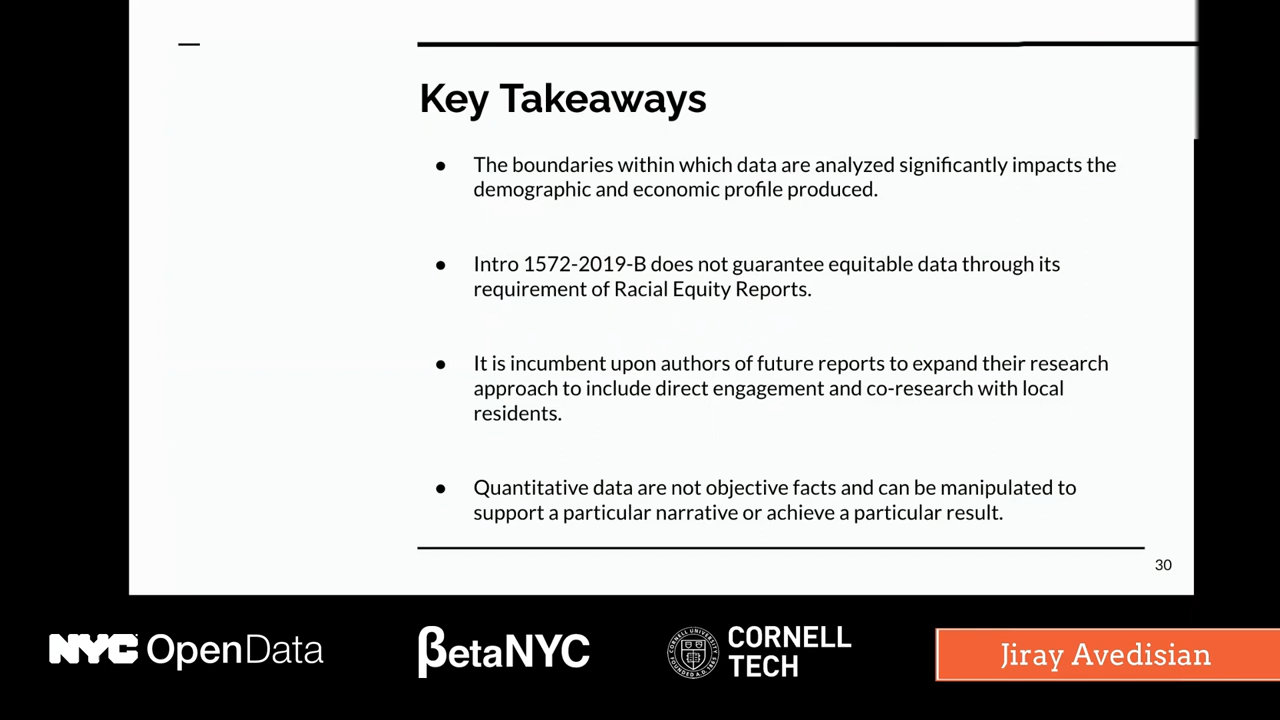 Key Takeaways
● The boundaries within which data are analyzed significantly impacts the
demographic and economic profile produced.
● Intro 1572-2019-B does not guarantee equitable data through its
requirement of Racial Equity Reports.
● It is incumbent upon authors of future reports to expand their research
approach to include direct engagement and co-research with local
residents.
● Quantitative data are not objective facts and can be manipulated to
support a particular narrative or achieve a particular result.
30
NYC OpenData
βetaNYC
CORNELL
TECH
Jiray Avedisian